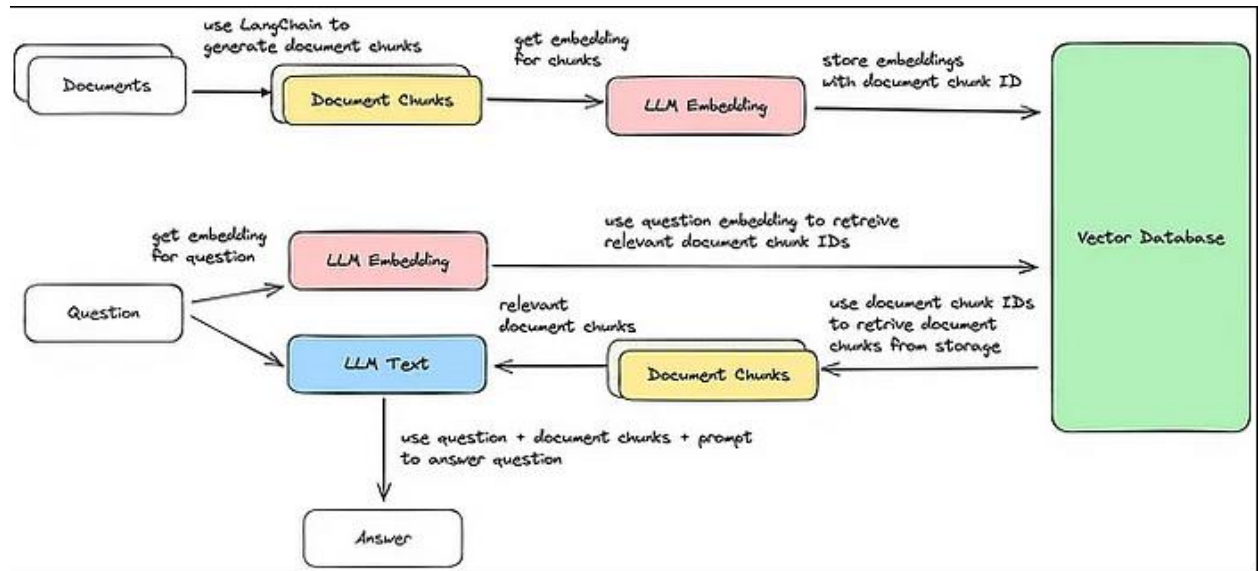 use LangChain to
generate document chunks
Documents
Document Chunks
get embedding
for chunks
LLM Embedding
store embeddings
with document chunk ID
Vector Database
get embedding
for question
LLM Embedding
use question embedding to retreive
relevant document chunk IDs
Question
relevant
document chunks
use document chunk IDs
to retrive document
chunks from storage
LLM Text
Document Chunks
use question + document chunks + prompt
to answer question
Answer